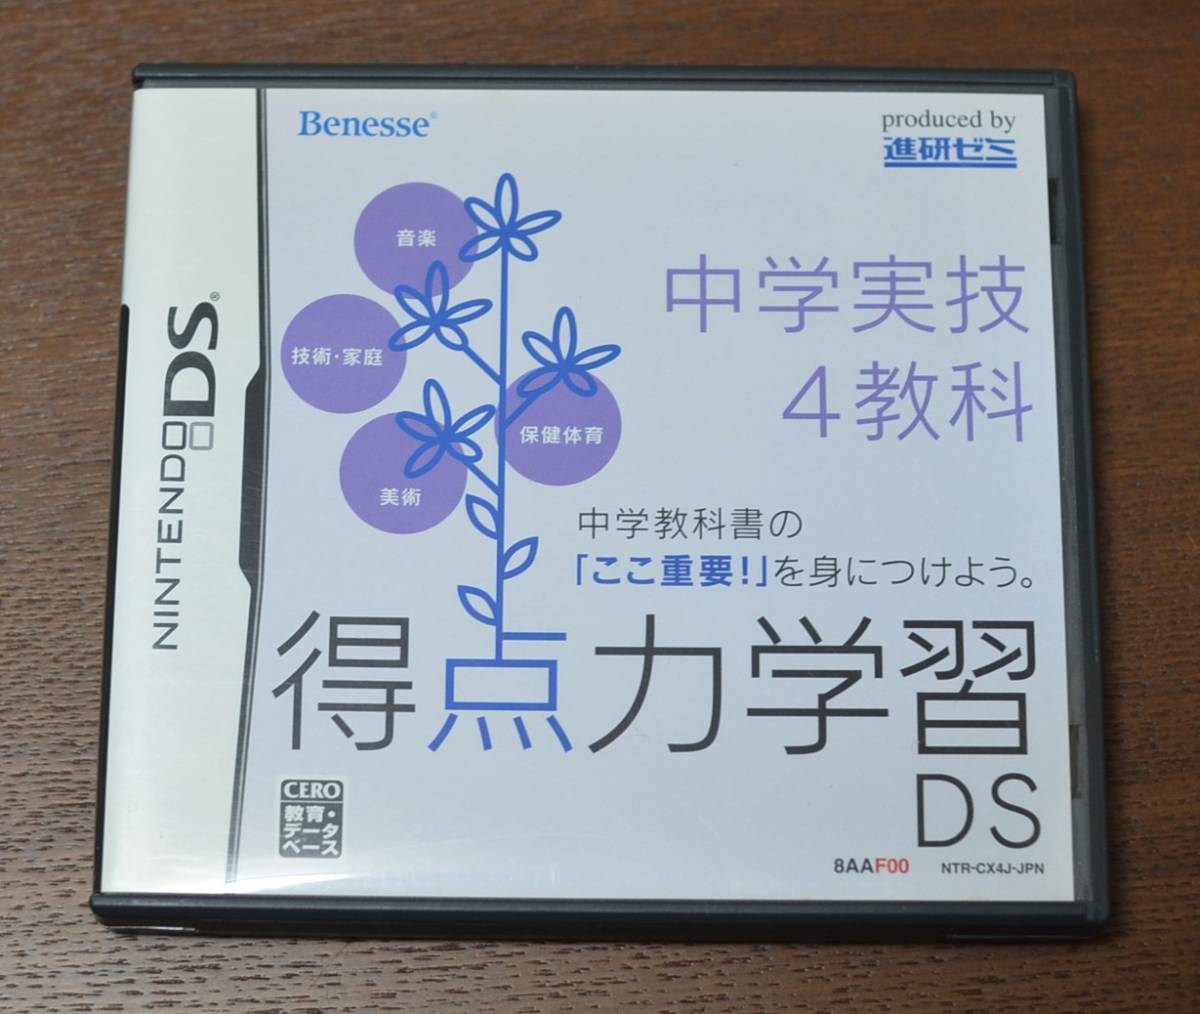 Benesse®
produced by
進研ゼミ
NINTENDO DS®
音楽
技術・家庭
保健体育
美術
中学実技
4教科
中学教科書の
「ここ重要!」を身につけよう。
得点力学習
DS
CERO
教育・
データ
ベース
8AAF00
NTR-CX4J-JPN